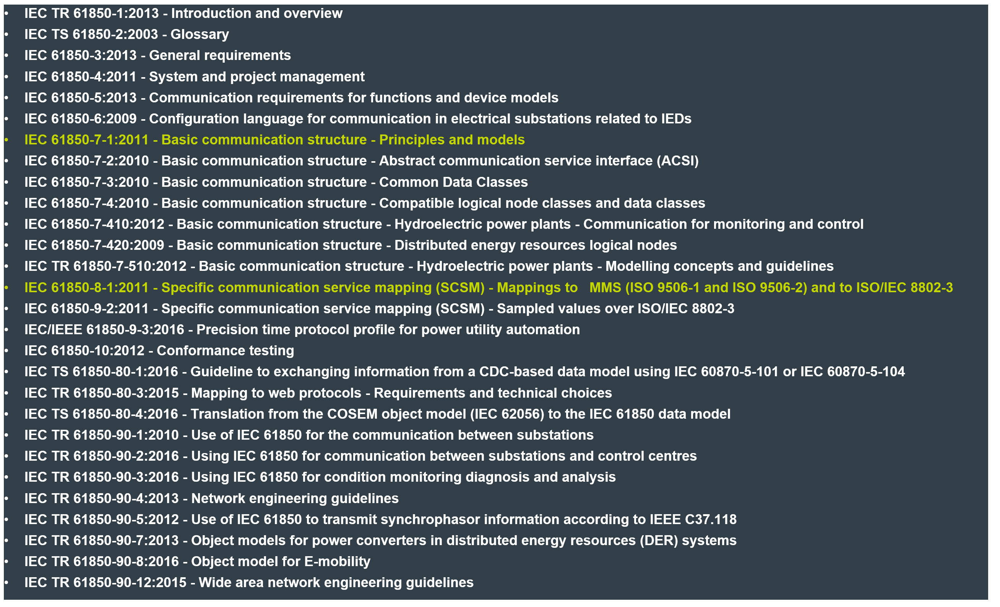 • IEC TR 61850-1:2013 - Introduction and overview
• IEC TS 61850-2:2003 - Glossary
• IEC 61850-3:2013 - General requirements
• IEC 61850-4:2011 - System and project management
• IEC 61850-5:2013 - Communication requirements for functions and device models
• IEC 61850-6:2009 - Configuration language for communication in electrical substations related to IEDs
• IEC 61850-7-1:2011 - Basic communication structure - Principles and models
• IEC 61850-7-2:2010 - Basic communication structure - Abstract communication service interface (ACSI)
• IEC 61850-7-3:2010 - Basic communication structure - Common Data Classes
• IEC 61850-7-4:2010 - Basic communication structure - Compatible logical node classes and data classes
• IEC 61850-7-410:2012 - Basic communication structure - Hydroelectric power plants - Communication for monitoring and control
• IEC 61850-7-420:2009 - Basic communication structure - Distributed energy resources logical nodes
• IEC TR 61850-7-510:2012 - Basic communication structure - Hydroelectric power plants - Modelling concepts and guidelines
• IEC 61850-8-1:2011 - Specific communication service mapping (SCSM) - Mappings to   MMS (ISO 9506-1 and ISO 9506-2) and to ISO/IEC 8802-3
• IEC 61850-9-2:2011 - Specific communication service mapping (SCSM) - Sampled values over ISO/IEC 8802-3
• IEC/IEEE 61850-9-3:2016 - Precision time protocol profile for power utility automation
• IEC 61850-10:2012 - Conformance testing
• IEC TS 61850-80-1:2016 - Guideline to exchanging information from a CDC-based data model using IEC 60870-5-101 or IEC 60870-5-104
• IEC TR 61850-80-3:2015 - Mapping to web protocols - Requirements and technical choices
• IEC TS 61850-80-4:2016 - Translation from the COSEM object model (IEC 62056) to the IEC 61850 data model
• IEC TR 61850-90-1:2010 - Use of IEC 61850 for the communication between substations
• IEC TR 61850-90-2:2016 - Using IEC 61850 for communication between substations and control centres
• IEC TR 61850-90-3:2016 - Using IEC 61850 for condition monitoring diagnosis and analysis
• IEC TR 61850-90-4:2013 - Network engineering guidelines
• IEC TR 61850-90-5:2012 - Use of IEC 61850 to transmit synchrophasor information according to IEEE C37.118
• IEC TR 61850-90-7:2013 - Object models for power converters in distributed energy resources (DER) systems
• IEC TR 61850-90-8:2016 - Object model for E-mobility
• IEC TR 61850-90-12:2015 - Wide area network engineering guidelines